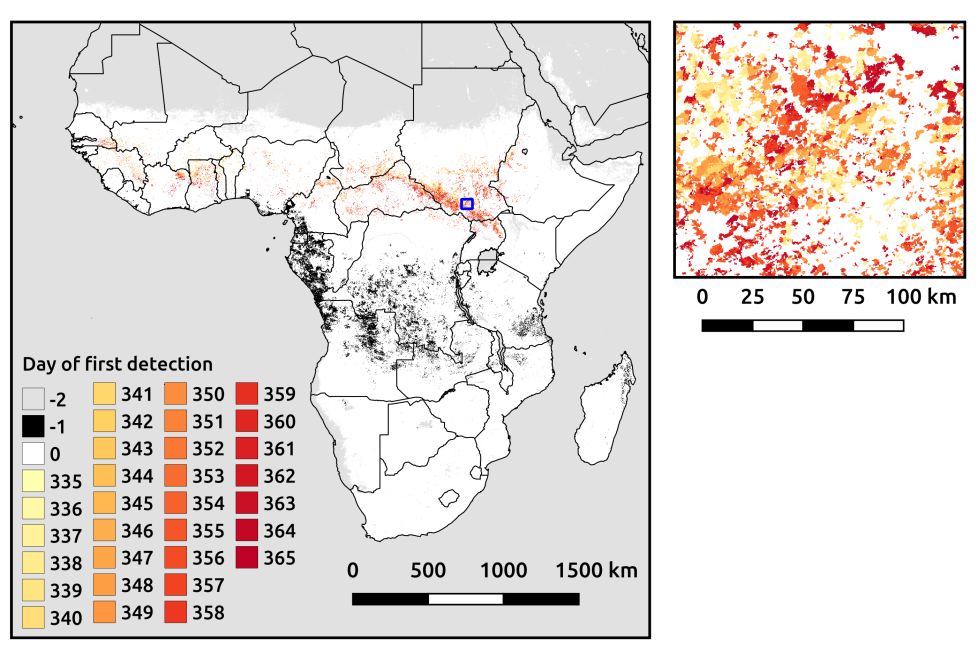 0 25 50 75 100 km
Day of first detection
-2 341 350 359
-1 342 351 360
0 343 352 361
335 344 353 362
336 345 354 363
337 346 355 364
338 347 356 365
339 348 357
340 349 358
0 500 1000 1500 km